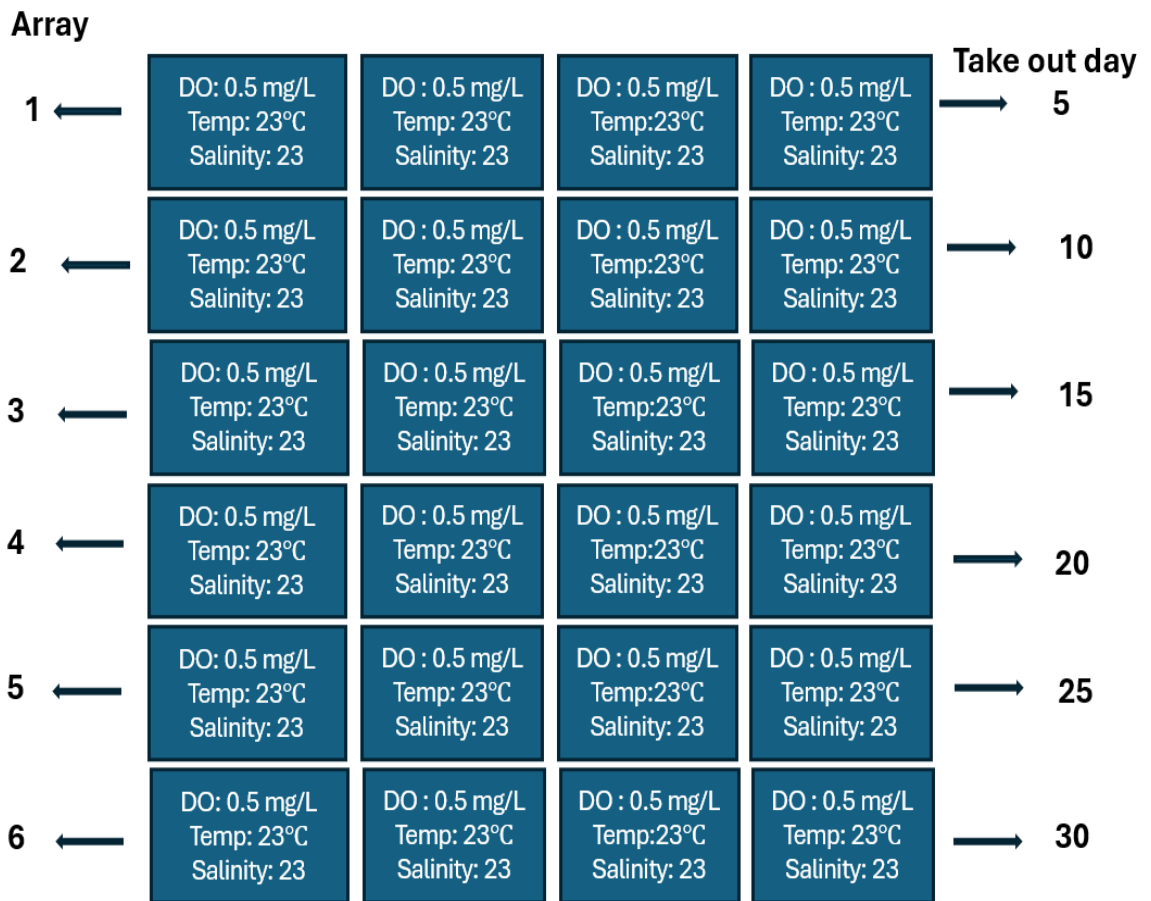 Array
Take out day
1
DO: 0.5 mg/L
Temp: 23℃
Salinity: 23
DO : 0.5 mg/L
Temp: 23℃
Salinity: 23
DO : 0.5 mg/L
Temp:23℃
Salinity: 23
DO : 0.5 mg/L
Temp: 23℃
Salinity: 23
5
2
DO: 0.5 mg/L
Temp: 23℃
Salinity: 23
DO : 0.5 mg/L
Temp: 23℃
Salinity: 23
DO : 0.5 mg/L
Temp:23℃
Salinity: 23
DO : 0.5 mg/L
Temp: 23℃
Salinity: 23
10
3
DO: 0.5 mg/L
Temp: 23℃
Salinity: 23
DO : 0.5 mg/L
Temp: 23℃
Salinity: 23
DO : 0.5 mg/L
Temp:23℃
Salinity: 23
DO : 0.5 mg/L
Temp: 23℃
Salinity: 23
15
4
DO: 0.5 mg/L
Temp: 23℃
Salinity: 23
DO : 0.5 mg/L
Temp: 23℃
Salinity: 23
DO : 0.5 mg/L
Temp:23℃
Salinity: 23
DO : 0.5 mg/L
Temp: 23℃
Salinity: 23
20
5
DO: 0.5 mg/L
Temp: 23℃
Salinity: 23
DO : 0.5 mg/L
Temp: 23℃
Salinity: 23
DO : 0.5 mg/L
Temp:23℃
Salinity: 23
DO : 0.5 mg/L
Temp: 23℃
Salinity: 23
25
6
DO: 0.5 mg/L
Temp: 23℃
Salinity: 23
DO : 0.5 mg/L
Temp: 23℃
Salinity: 23
DO : 0.5 mg/L
Temp:23℃
Salinity: 23
DO : 0.5 mg/L
Temp: 23℃
Salinity: 23
30